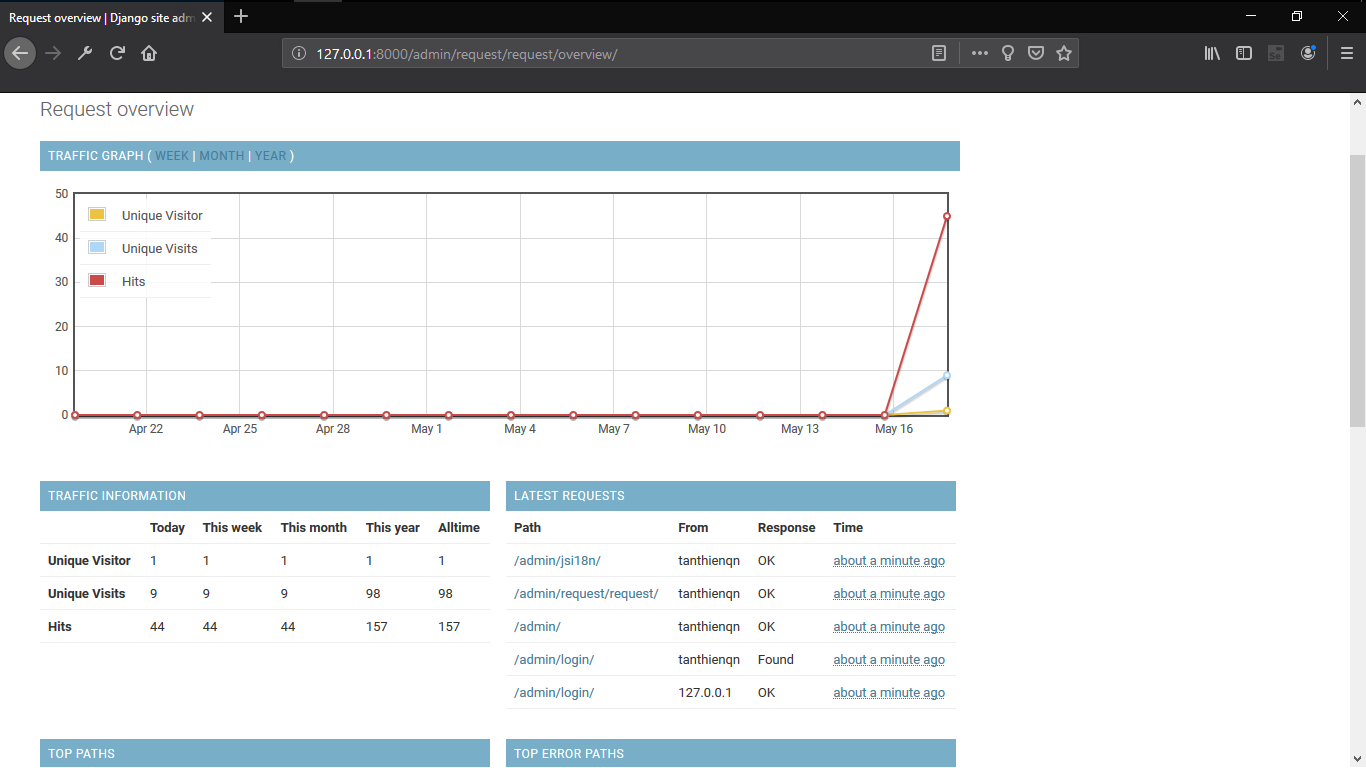 Request overview | Django site adm
127.0.0.1:8000/admin/request/request/overview/
Request overview
TRAFFIC GRAPH ( WEEK | MONTH | YEAR )
50
40
30
20
10
0
Unique Visitor
Unique Visits
Hits
Apr 22 Apr 25 Apr 28 May 1 May 4 May 7 May 10 May 13 May 16
TRAFFIC INFORMATION
Today This week This month This year Alltime
Unique Visitor 1 1 1 1 1
Unique Visits 9 9 9 98 98
Hits 44 44 44 157 157
LATEST REQUESTS
Path From Response Time
/admin/jsi18n/ tanthienqn OK about a minute ago
/admin/request/request/ tanthienqn OK about a minute ago
/admin/ tanthienqn OK about a minute ago
/admin/login/ tanthienqn Found about a minute ago
/admin/login/ 127.0.0.1 OK about a minute ago
TOP PATHS
TOP ERROR PATHS